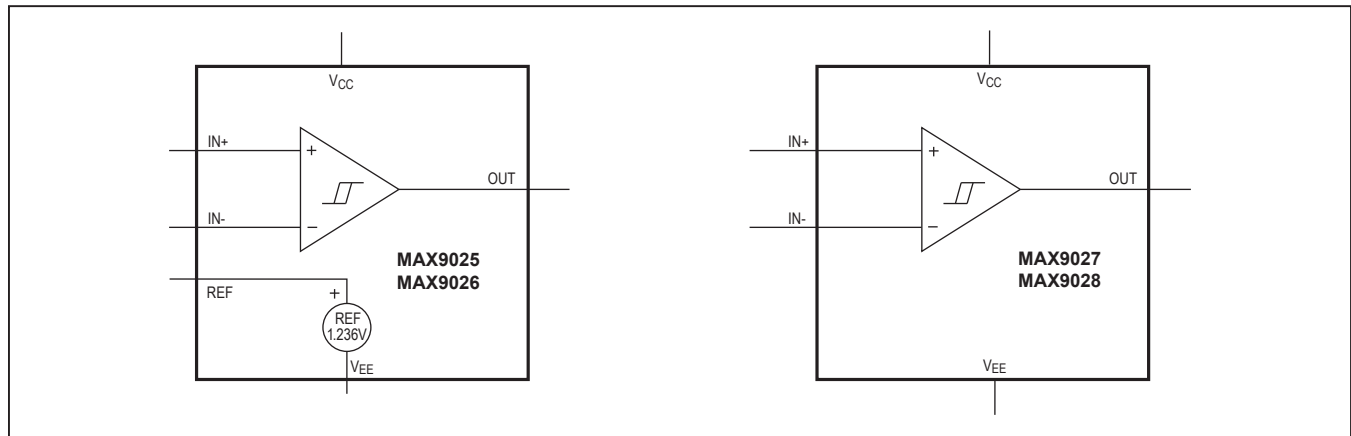 VCC
IN+
+
OUT
IN-
−
MAX9025
MAX9026
REF
+
REF
1.236V
VEE
VCC
IN+
+
OUT
IN-
−
MAX9027
MAX9028
VEE